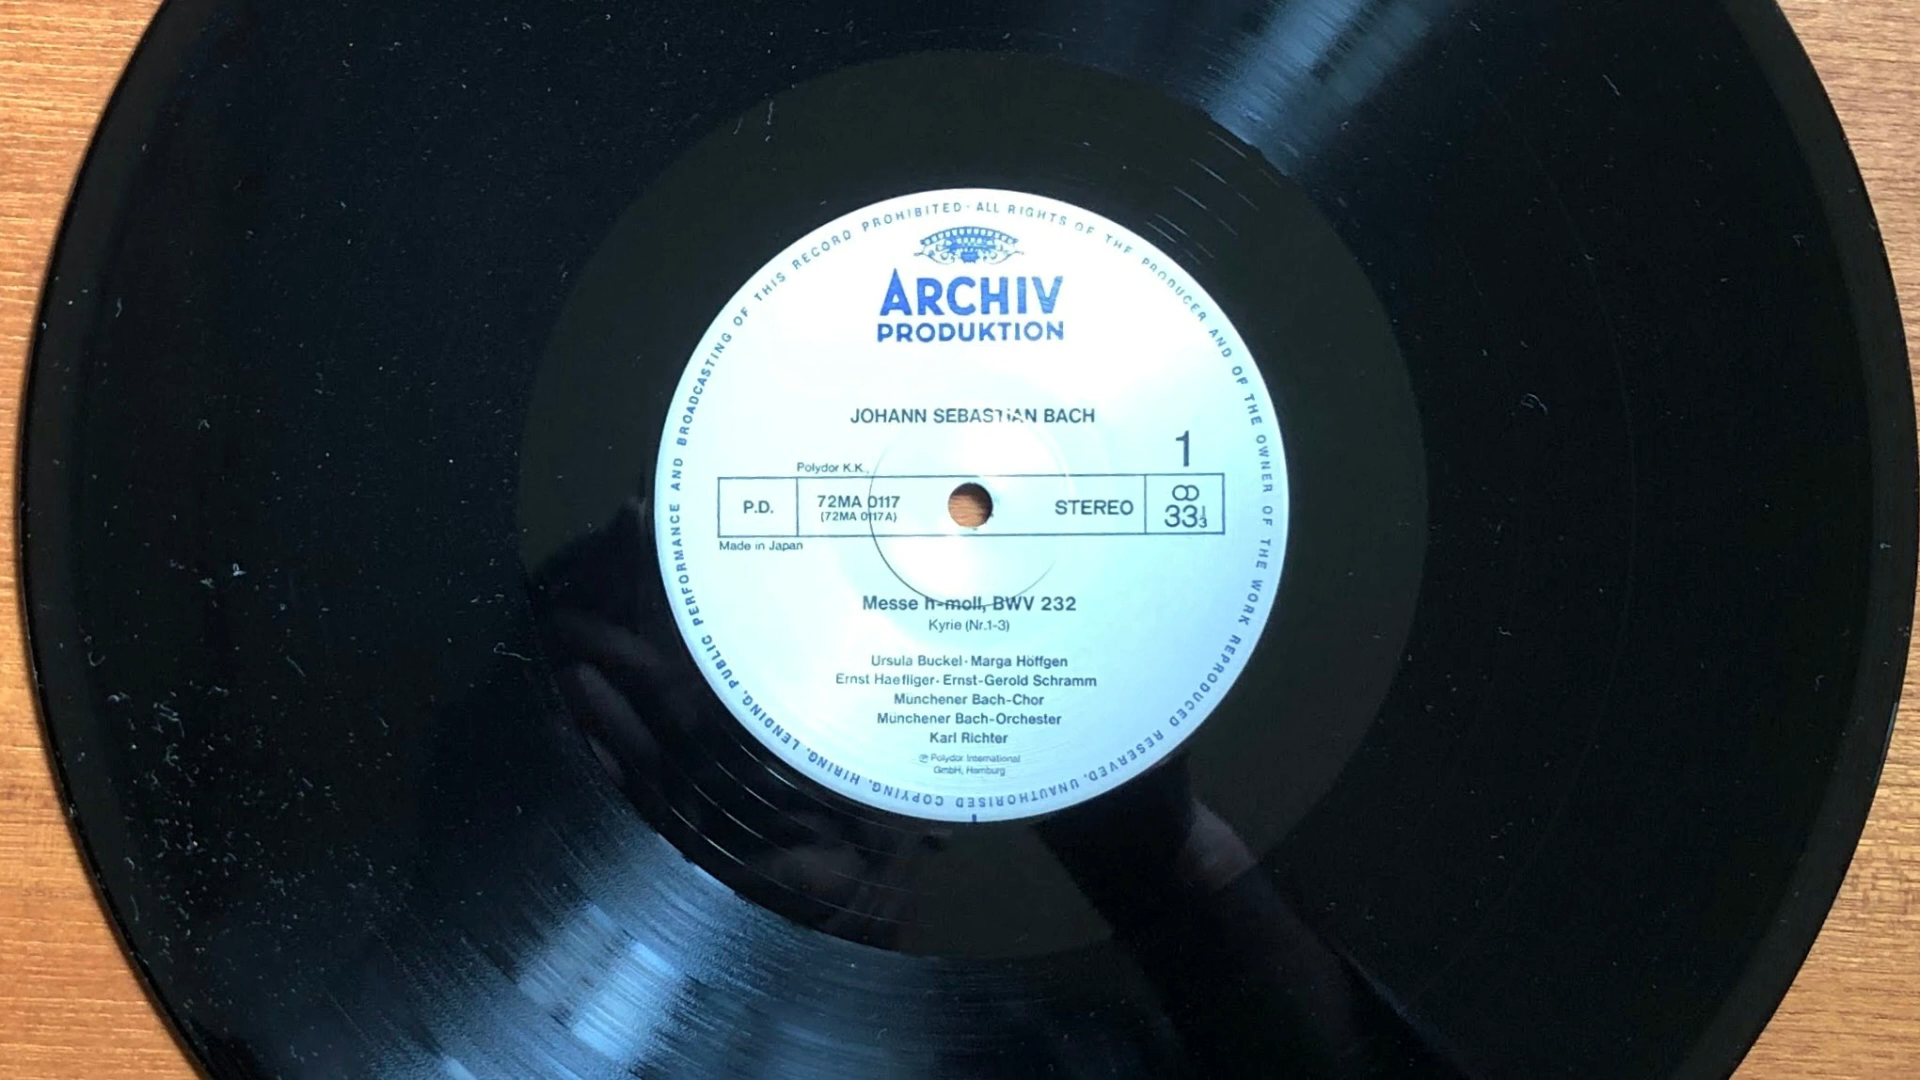 UNAUTHORISED COPYING, HIRING, LENDING, PUBLIC PERFORMANCE AND BROADCASTING OF THIS RECORD PROHIBITED · ALL RIGHTS OF THE PRODUCER AND OF THE OWNER OF THE WORK REPRODUCED RESERVED.
ARCHIV
PRODUKTION
JOHANN SEBASTIAN BACH
1
Polydor K.K.,
P.D. 72MA 0117 STEREO 33⅓
(72MA 0117A)
Made in Japan
Messe h-moll, BWV 232
Kyrie (Nr.1-3)
Ursula Buckel · Marga Höffgen
Ernst Haefliger · Ernst-Gerold Schramm
Münchener Bach-Chor
Münchener Bach-Orchester
Karl Richter
℗ Polydor International
GmbH, Hamburg